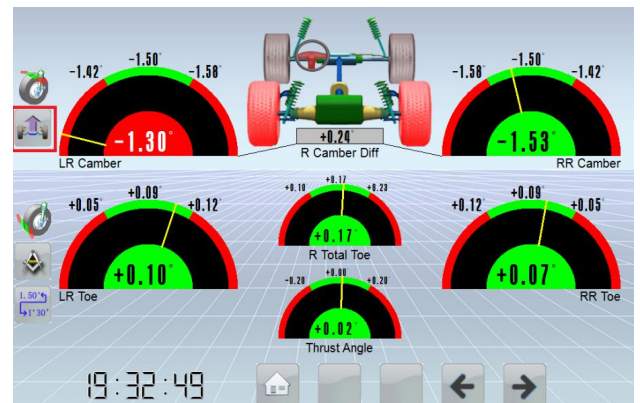 -1.42 -1.50° -1.58
-1.30°
LR Camber
+0.24°
R Camber Diff
-1.58 -1.50° -1.42
-1.53°
RR Camber
+0.05 +0.09° +0.12
+0.10°
LR Toe
+0.10 +0.17° +0.23
+0.17°
R Total Toe
+0.12 +0.09° +0.05
+0.07°
RR Toe
-0.20 +0.00° +0.20
+0.02°
Thrust Angle
1.50°
1°30'
19:32:49